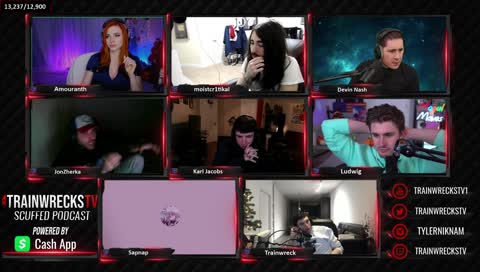 13,237/12,900
Amouranth
moistcr1tikal
Devin Nash
JonZherka
Karl Jacobs
Ludwig
#TRAINWRECKSTV
SCUFFED PODCAST
POWERED BY
$ Cash App
Sapnap
Trainwreck
TRAINWRECKSTV1
TRAINWRECKSTV
TYLERNIKNAM
TRAINWRECKSTV